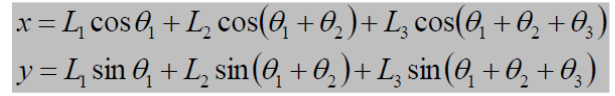 x = L₁ cos θ₁ + L₂ cos(θ₁ + θ₂) + L₃ cos(θ₁ + θ₂ + θ₃)
y = L₁ sin θ₁ + L₂ sin(θ₁ + θ₂) + L₃ sin(θ₁ + θ₂ + θ₃)